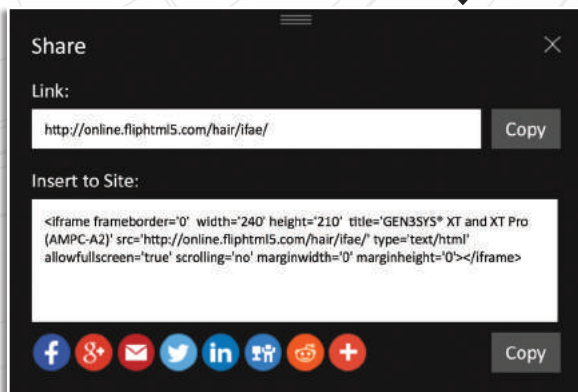 Share
Link:
http://online.fliphtml5.com/hair/ifae/
Copy
Insert to Site:
<iframe frameborder='0'  width='240' height='210'  title='GEN3SYS® XT and XT Pro
(AMPC-A2)' src='http://online.fliphtml5.com/hair/ifae/' type='text/html'
allowfullscreen='true' scrolling='no' marginwidth='0' marginheight='0'></iframe>
Copy